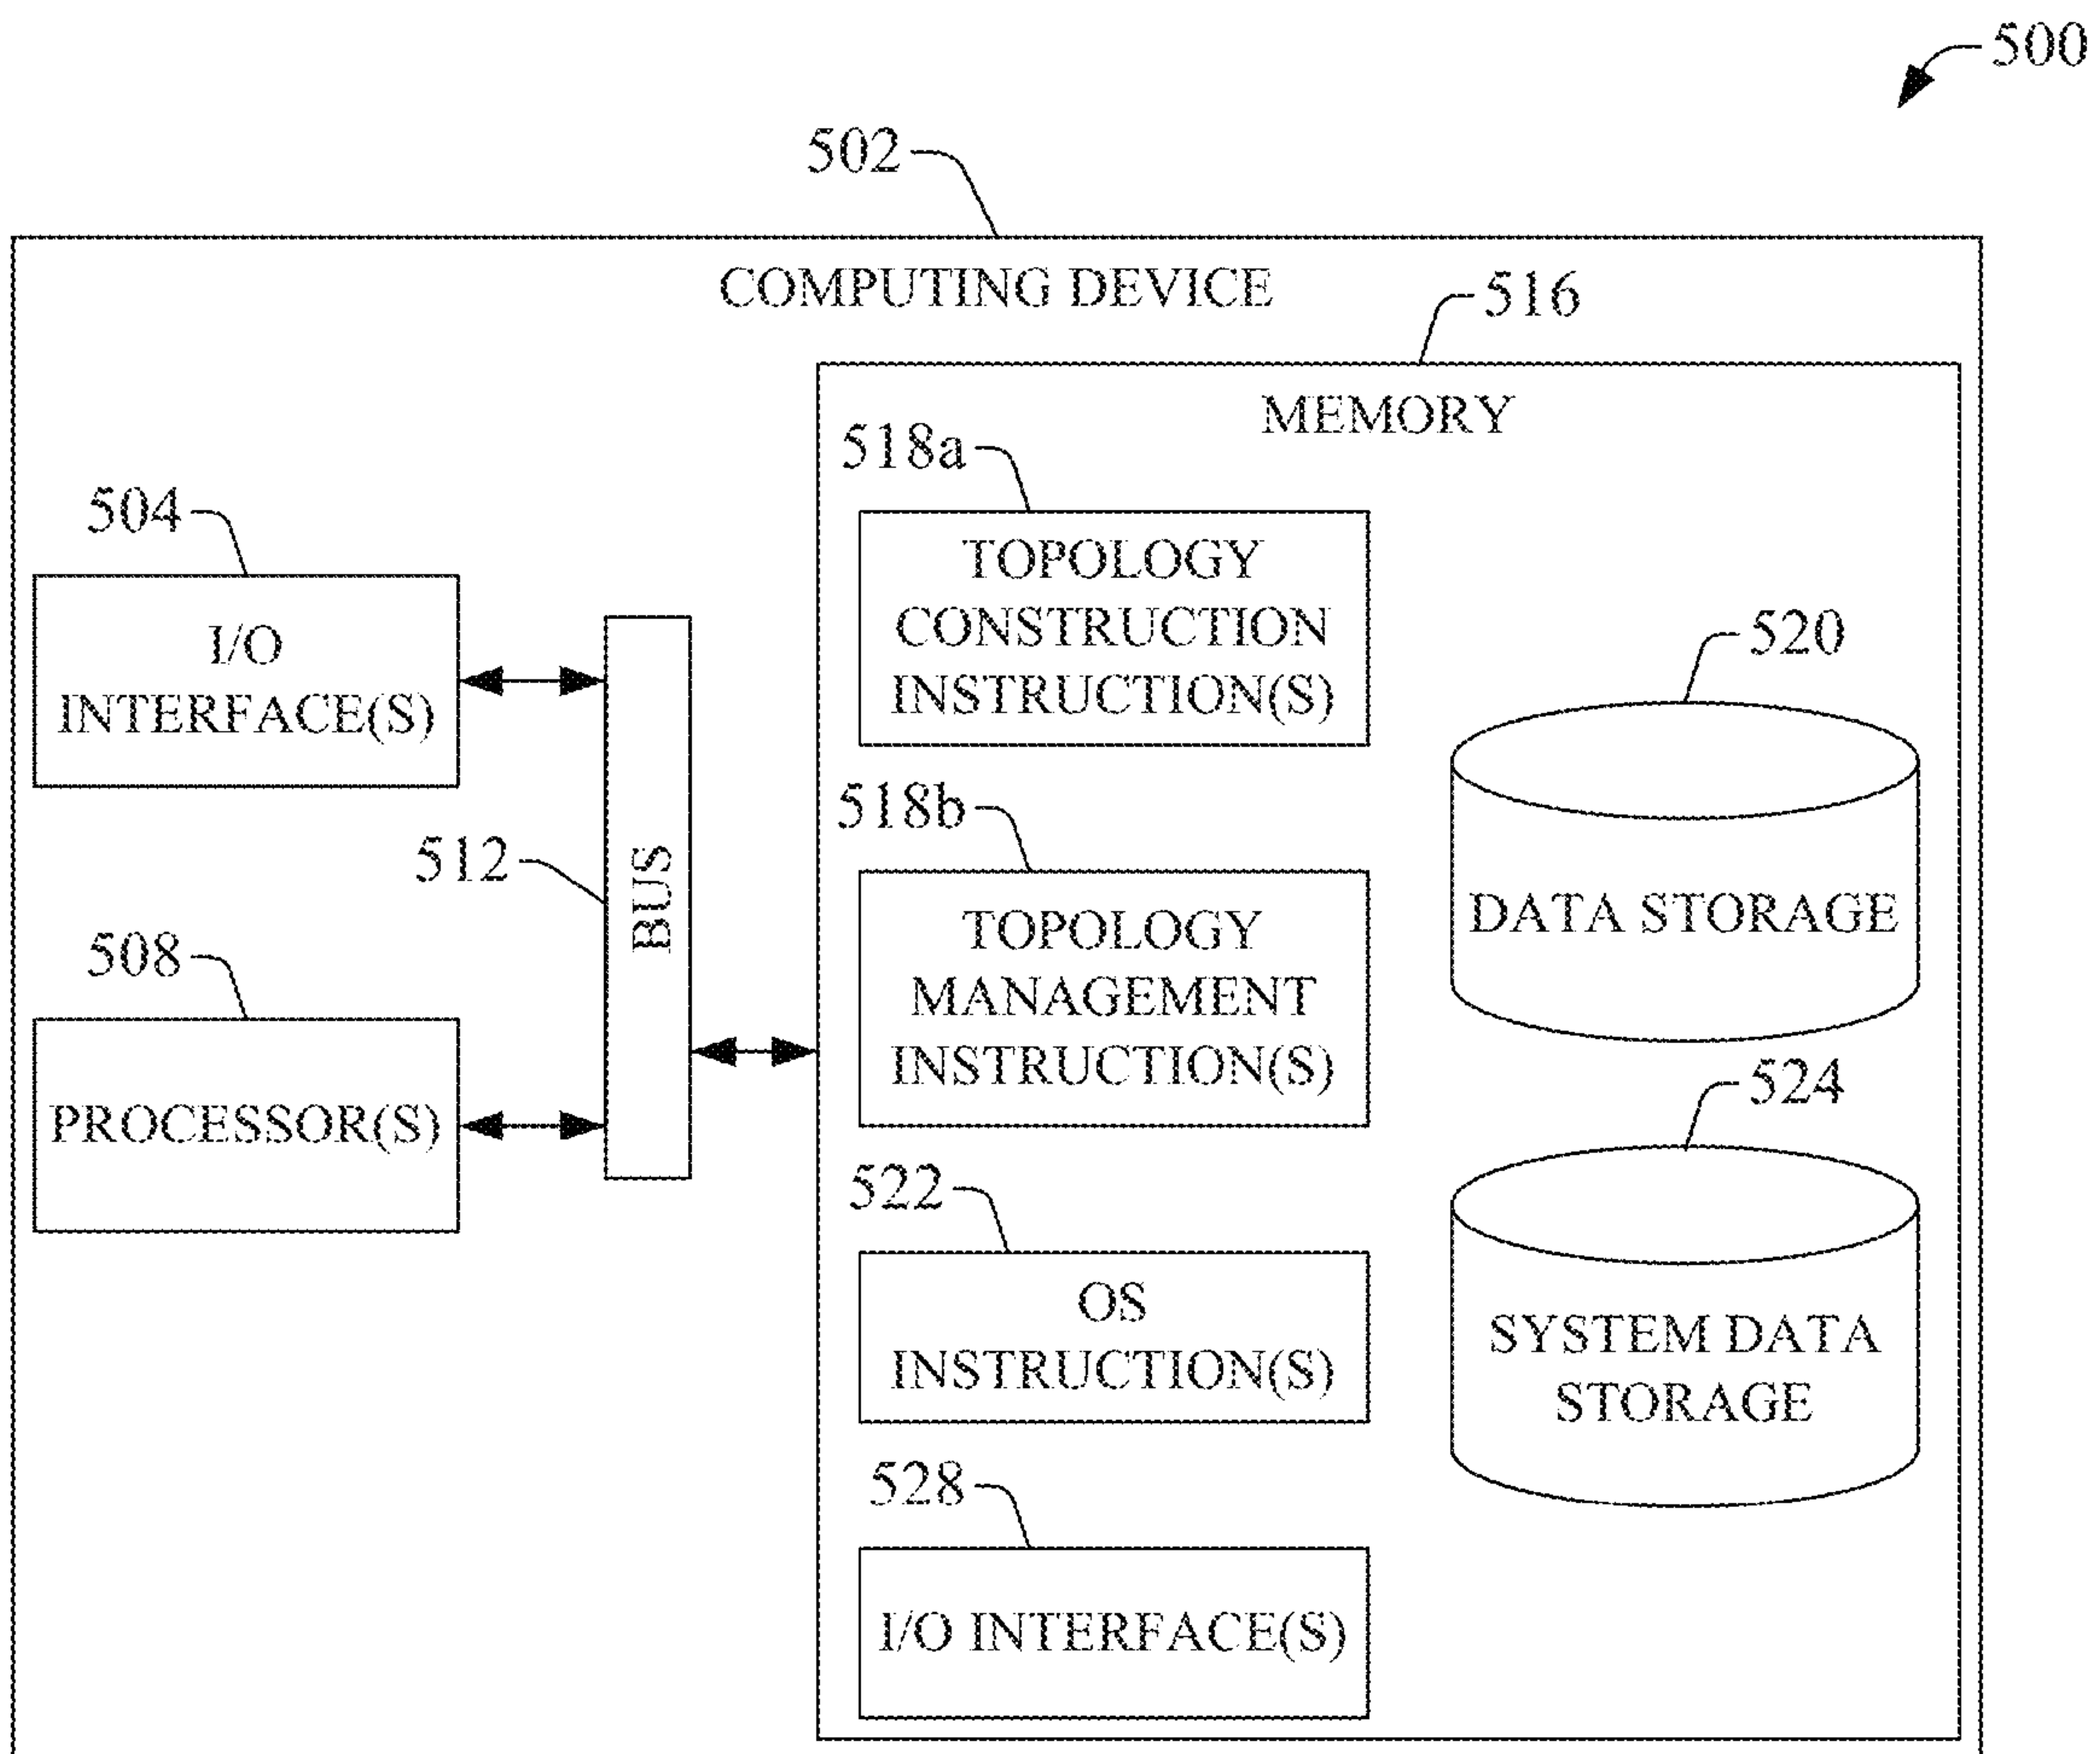 500
502
COMPUTING DEVICE
516
MEMORY
518a
504
TOPOLOGY
CONSTRUCTION
INSTRUCTION(S)
I/O
INTERFACE(S)
520
518b
512
BUS
DATA STORAGE
TOPOLOGY
MANAGEMENT
INSTRUCTION(S)
508
PROCESSOR(S)
524
522
OS
INSTRUCTION(S)
SYSTEM DATA
STORAGE
528
I/O INTERFACE(S)